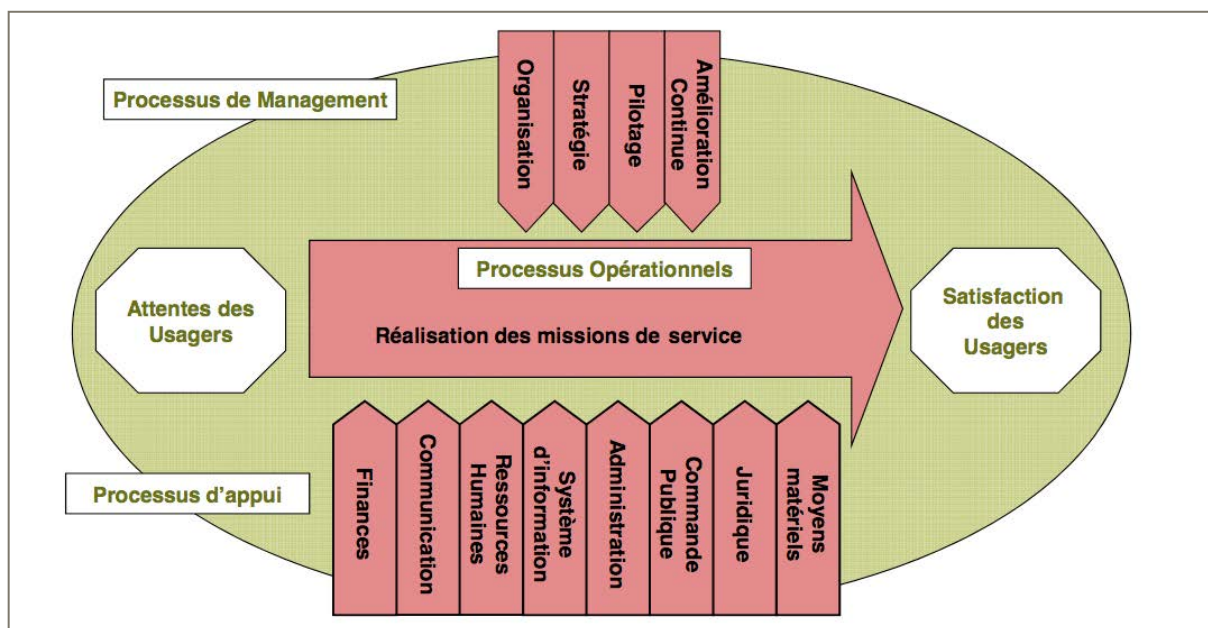 Processus de Management
Organisation
Stratégie
Pilotage
Amélioration
Continue
Attentes des
Usagers
Processus Opérationnels
Réalisation des missions de service
Satisfaction
des
Usagers
Processus d'appui
Finances
Communication
Ressources
Humaines
Système
d'information
Administration
Commande
Publique
Juridique
Moyens
matériels